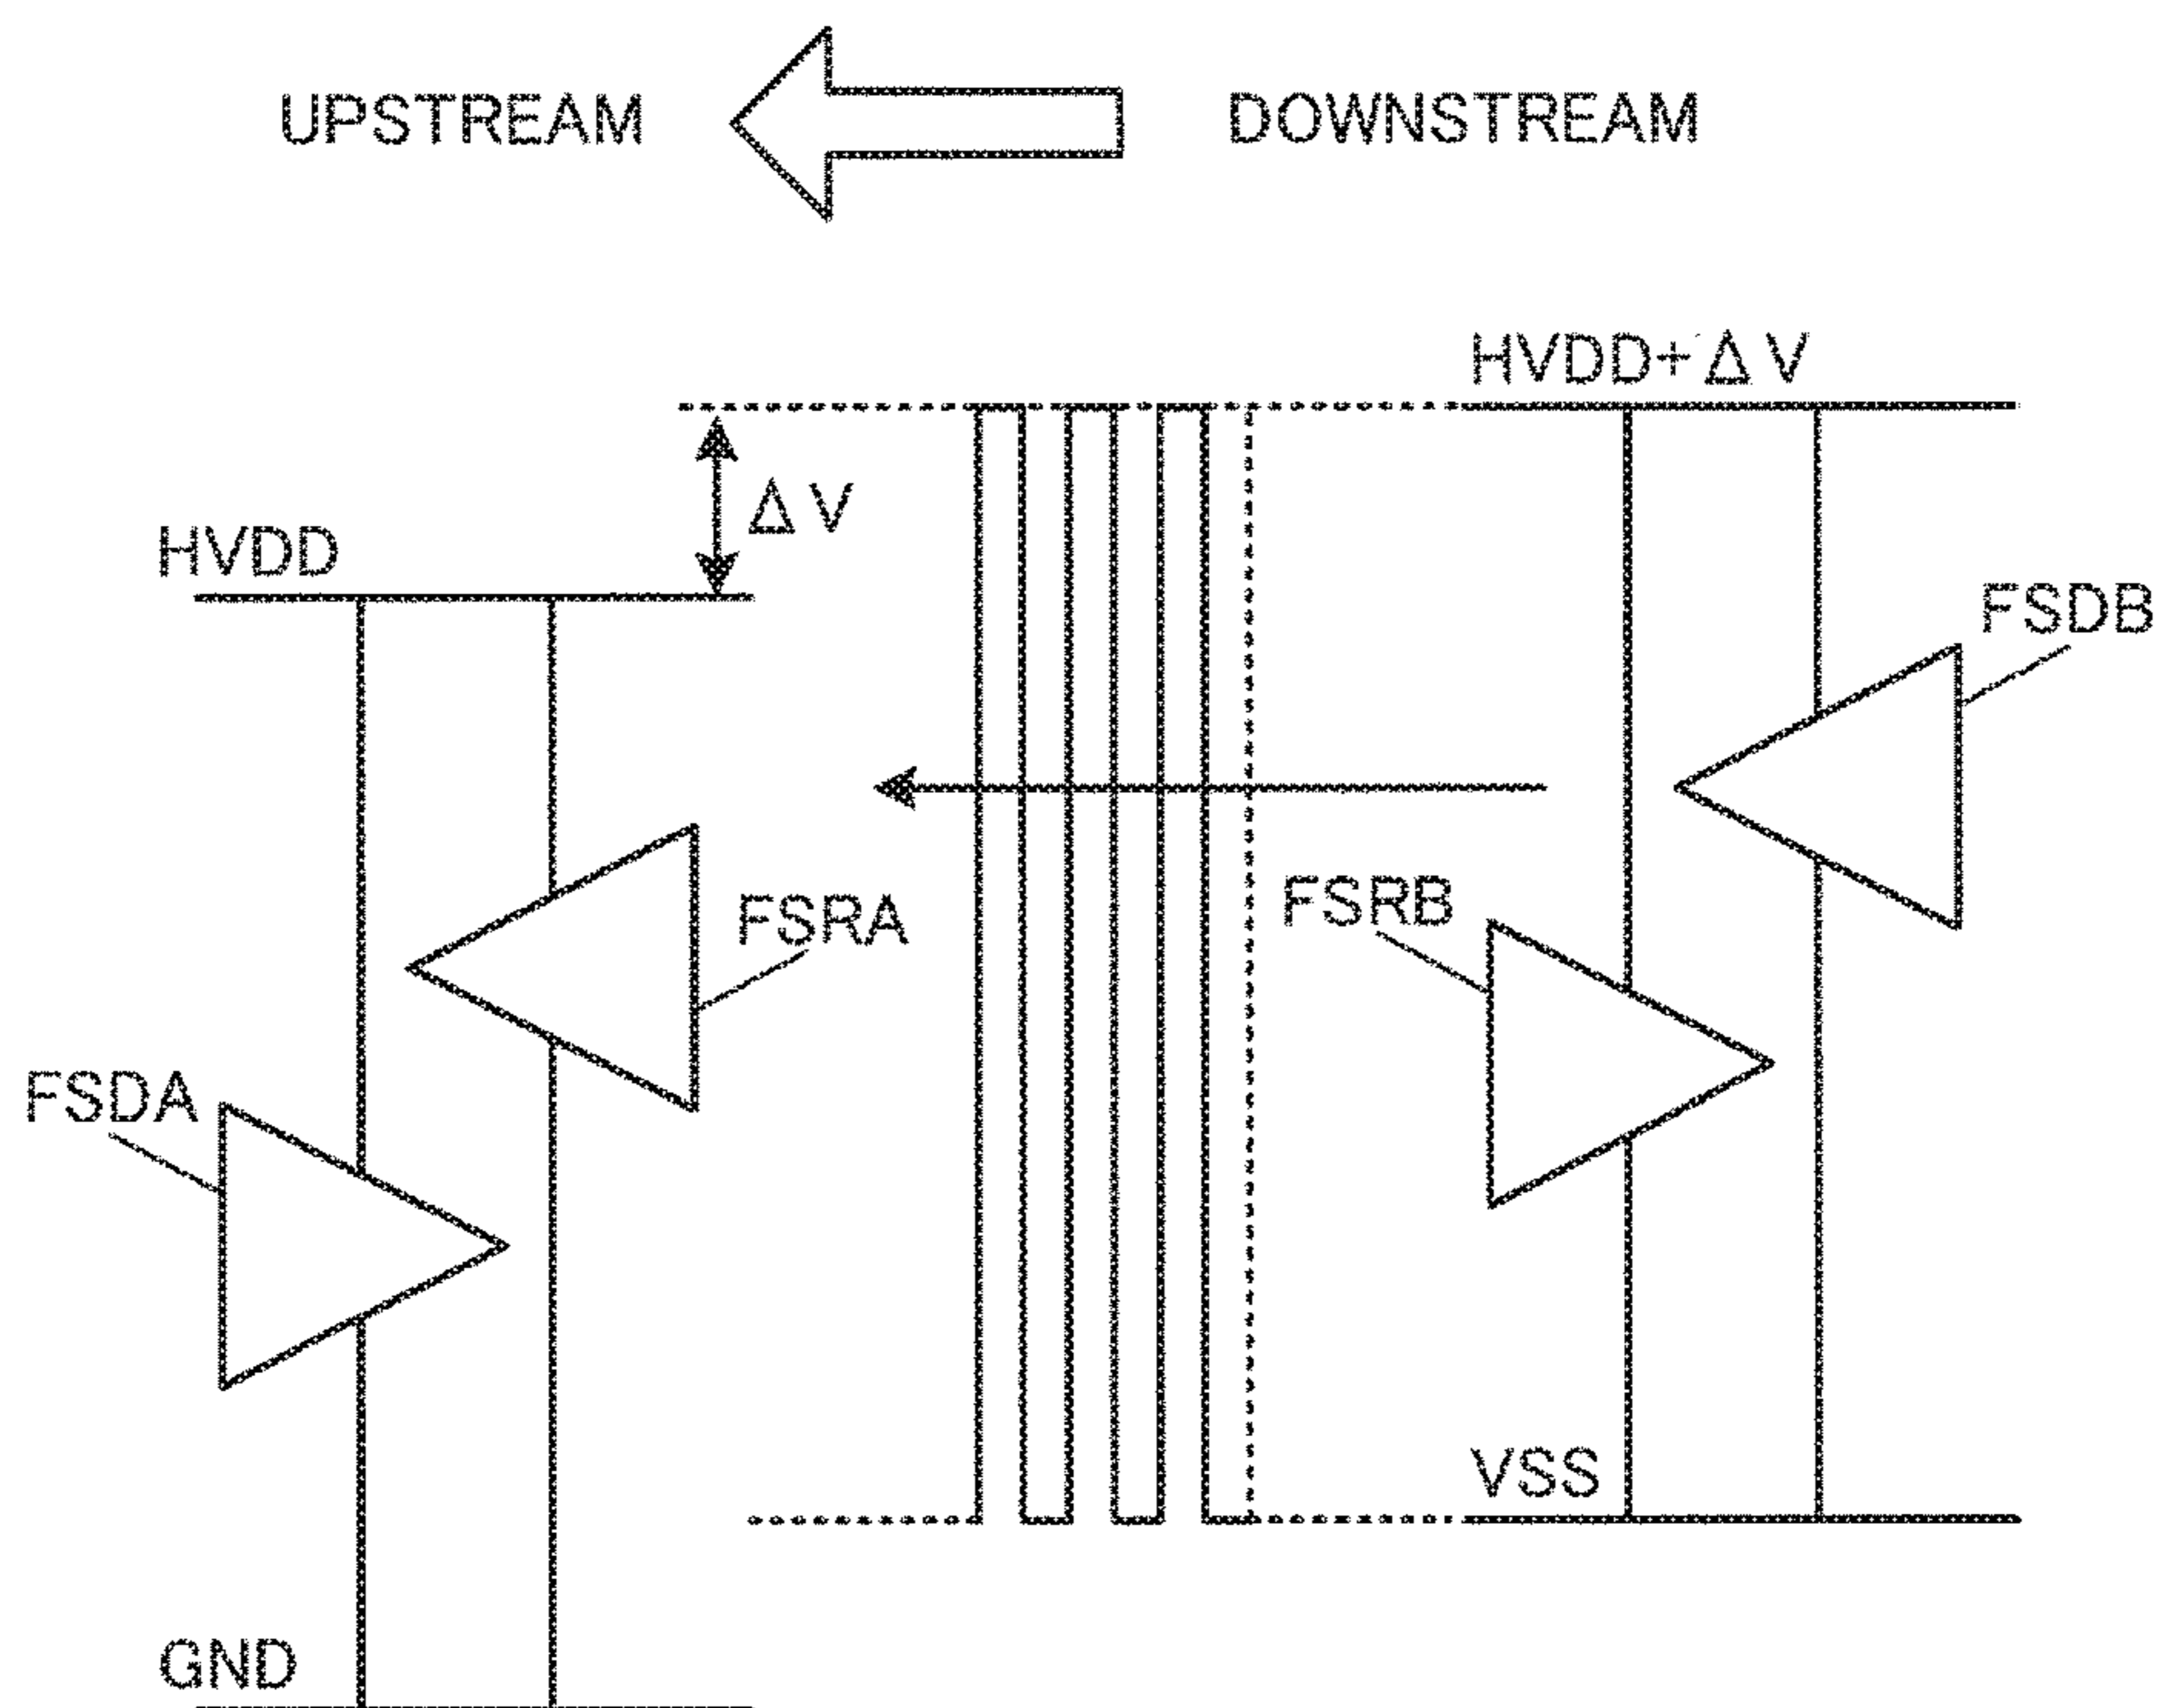 UPSTREAM DOWNSTREAM
HVDD+ΔV
ΔV
HVDD
FSDB
FSRB
FSRA
FSDA
VSS
GND